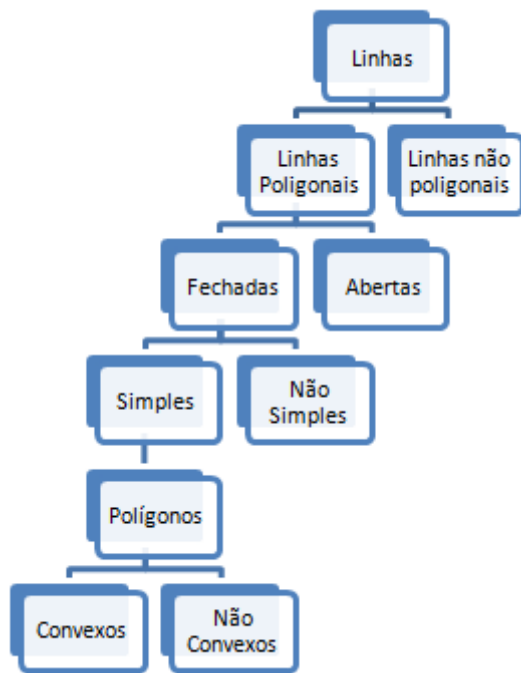 Linhas
Linhas
Poligonais
Linhas não
poligonais
Fechadas
Abertas
Simples
Não
Simples
Polígonos
Convexos
Não
Convexos